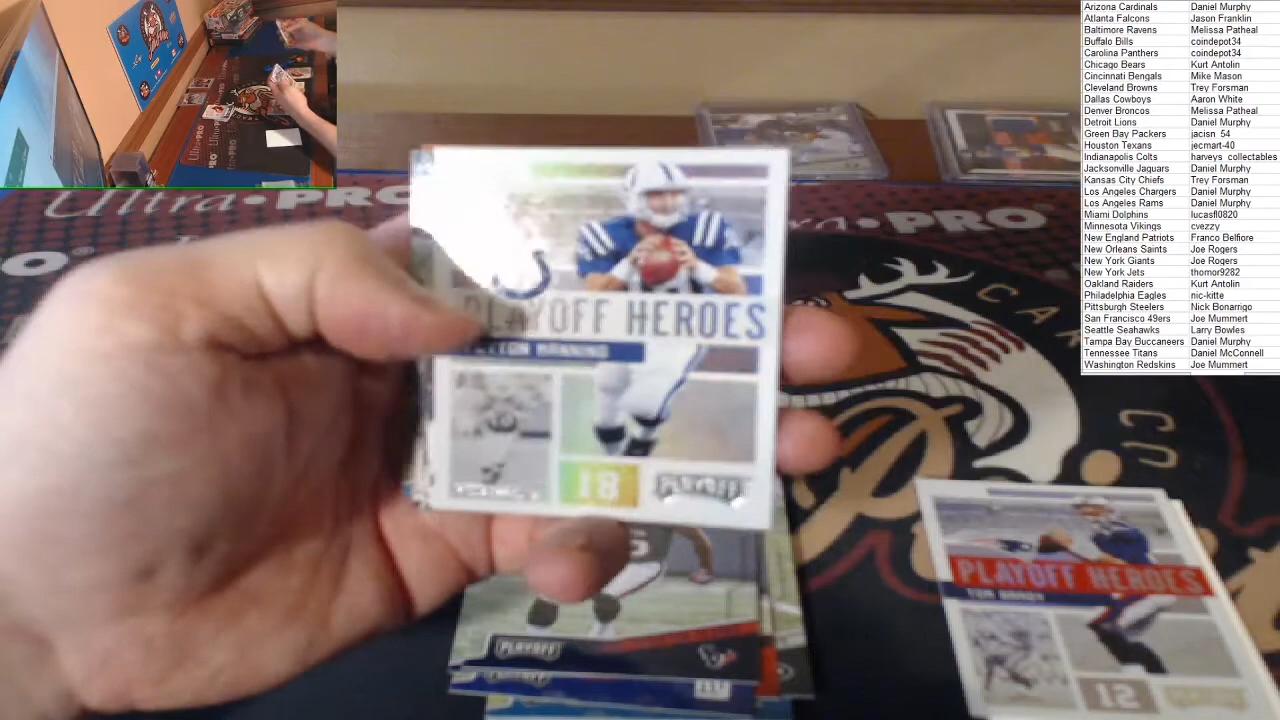 Arizona Cardinals Daniel Murphy
Atlanta Falcons Jason Franklin
Baltimore Ravens Melissa Patheal
Buffalo Bills coindepot34
Carolina Panthers coindepot34
Chicago Bears Kurt Antolin
Cincinnati Bengals Mike Mason
Cleveland Browns Trey Forsman
Dallas Cowboys Aaron White
Denver Broncos Melissa Patheal
Detroit Lions Daniel Murphy
Green Bay Packers jacisn_54
Houston Texans jecmart-40
Indianapolis Colts harveys_collectables
Jacksonville Jaguars Daniel Murphy
Kansas City Chiefs Trey Forsman
Los Angeles Chargers Daniel Murphy
Los Angeles Rams Daniel Murphy
Miami Dolphins lucasfl0820
Minnesota Vikings cvezzy
New England Patriots Franco Belfiore
New Orleans Saints Joe Rogers
New York Giants Joe Rogers
New York Jets thomor9282
Oakland Raiders Kurt Antolin
Philadelphia Eagles nic-kitte
Pittsburgh Steelers Nick Bonarrigo
San Francisco 49ers Joe Mummert
Seattle Seahawks Larry Bowles
Tampa Bay Buccaneers Daniel Murphy
Tennessee Titans Daniel McConnell
Washington Redskins Joe Mummert
Ultra PRO
PLAYOFF HEROES
MANNING
18
PLAYOFF
PLAYOFF
PLAYOFF HEROES
TOM BRADY
12